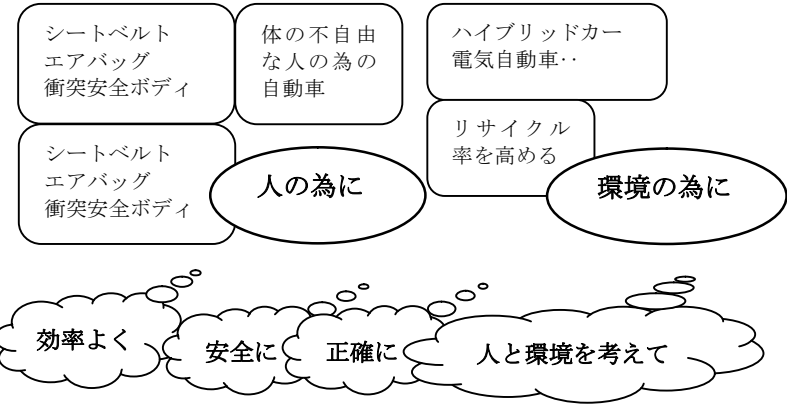 シートベルト
エアバッグ
衝突安全ボディ
体の不自由
な人の為の
自動車
ハイブリッドカー
電気自動車‥
リサイクル
率を高める
シートベルト
エアバッグ
衝突安全ボディ
人の為に
環境の為に
効率よく
安全に
正確に
人と環境を考えて